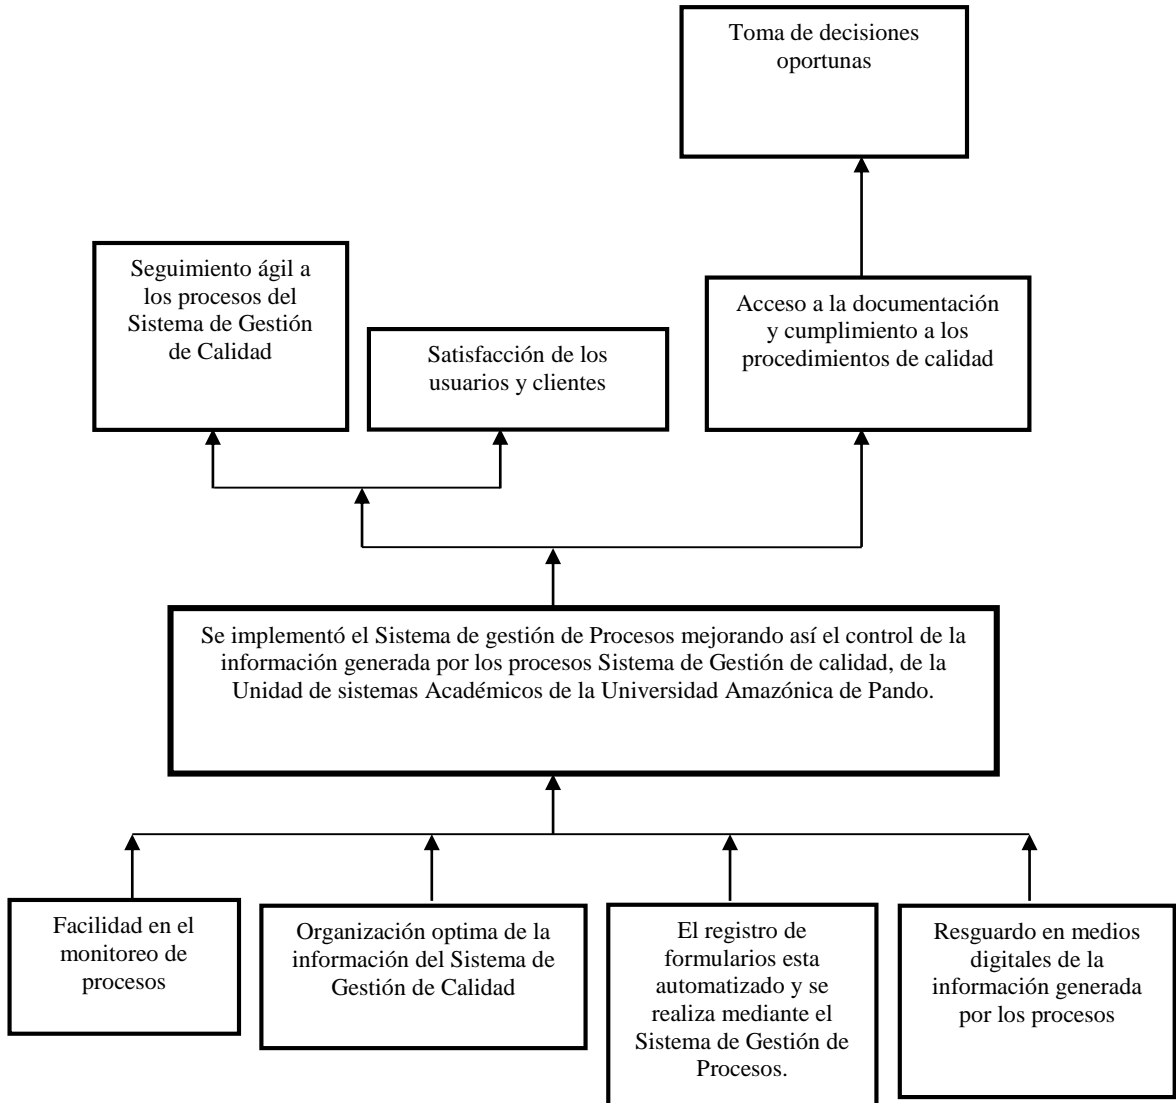 Toma de decisiones
oportunas
Seguimiento ágil a
los procesos del
Sistema de Gestión
de Calidad
Satisfacción de los
usuarios y clientes
Acceso a la documentación
y cumplimiento a los
procedimientos de calidad
Se implementó el Sistema de gestión de Procesos mejorando así el control de la
información generada por los procesos Sistema de Gestión de calidad, de la
Unidad de sistemas Académicos de la Universidad Amazónica de Pando.
Facilidad en el
monitoreo de
procesos
Organización optima de la
información del Sistema de
Gestión de Calidad
El registro de
formularios esta
automatizado y se
realiza mediante el
Sistema de Gestión de
Procesos.
Resguardo en medios
digitales de la
información generada
por los procesos